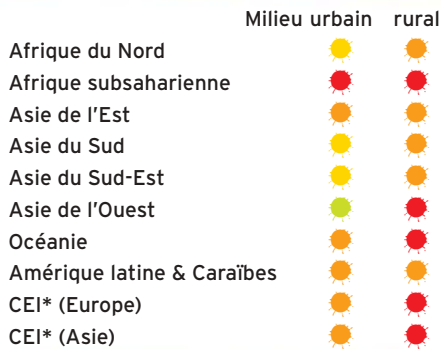 Milieu urbain rural
Afrique du Nord
Afrique subsaharienne
Asie de l'Est
Asie du Sud
Asie du Sud-Est
Asie de l'Ouest
Océanie
Amérique latine & Caraïbes
CEI* (Europe)
CEI* (Asie)